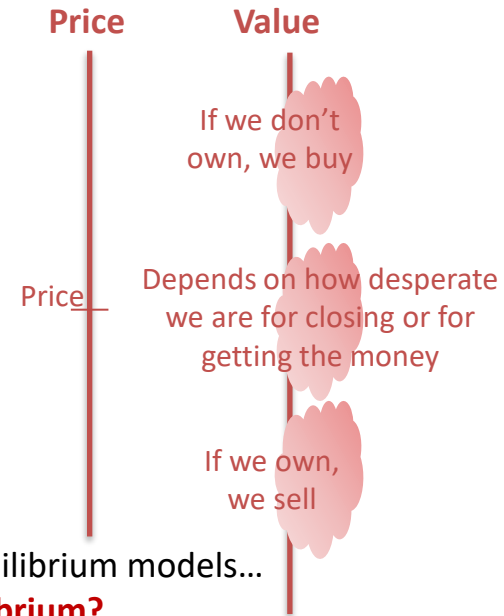 Price
Value
If we don't
own, we buy
Price
Depends on how desperate
we are for closing or for
getting the money
If we own,
we sell
ilibrium models…
brium?